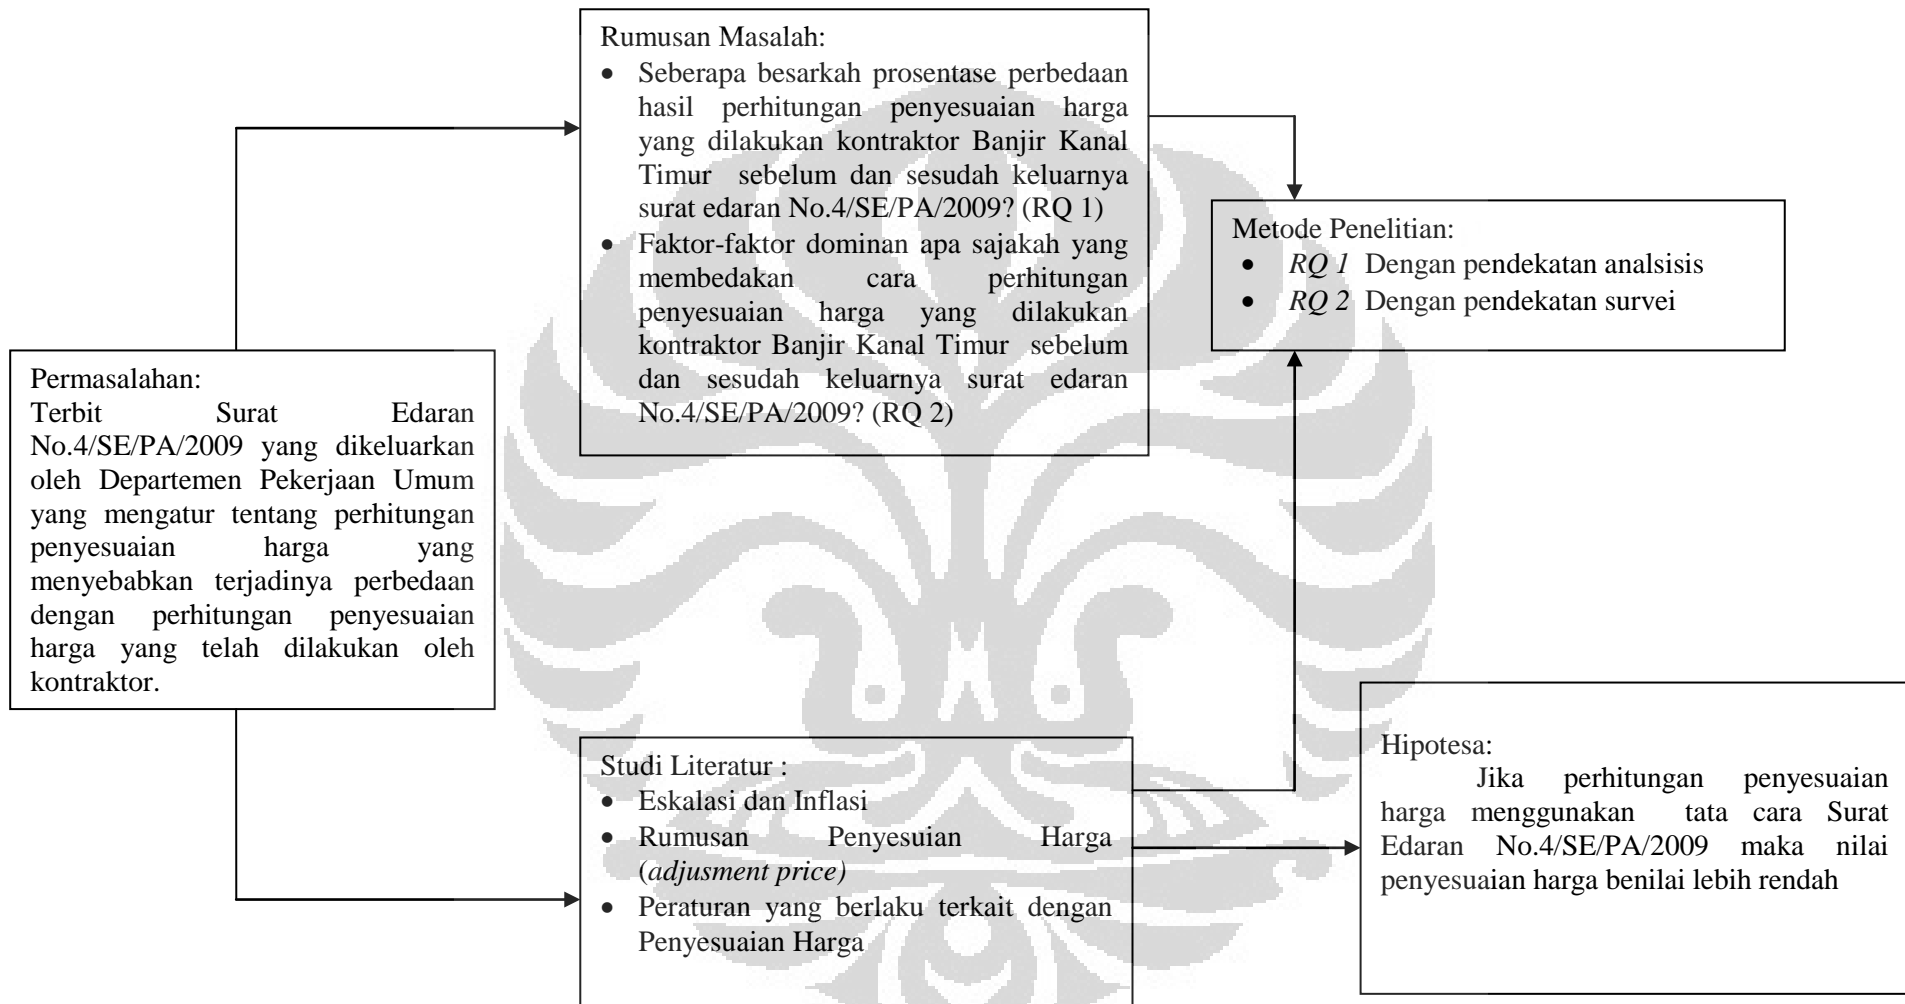 Permasalahan:
Terbit Surat Edaran
No.4/SE/PA/2009 yang dikeluarkan
oleh Departemen Pekerjaan Umum
yang mengatur tentang perhitungan
penyesuaian harga yang
menyebabkan terjadinya perbedaan
dengan perhitungan penyesuaian
harga yang telah dilakukan oleh
kontraktor.
Rumusan Masalah:
• Seberapa besarkah prosentase perbedaan
hasil perhitungan penyesuaian harga
yang dilakukan kontraktor Banjir Kanal
Timur sebelum dan sesudah keluarnya
surat edaran No.4/SE/PA/2009? (RQ 1)
• Faktor-faktor dominan apa sajakah yang
membedakan cara perhitungan
penyesuaian harga yang dilakukan
kontraktor Banjir Kanal Timur sebelum
dan sesudah keluarnya surat edaran
No.4/SE/PA/2009? (RQ 2)
Studi Literatur :
• Eskalasi dan Inflasi
• Rumusan Penyesuian Harga
(adjusment price)
• Peraturan yang berlaku terkait dengan
Penyesuaian Harga
Metode Penelitian:
• RQ 1 Dengan pendekatan analsisis
• RQ 2 Dengan pendekatan survei
Hipotesa:
Jika perhitungan penyesuaian
harga menggunakan tata cara Surat
Edaran No.4/SE/PA/2009 maka nilai
penyesuaian harga benilai lebih rendah